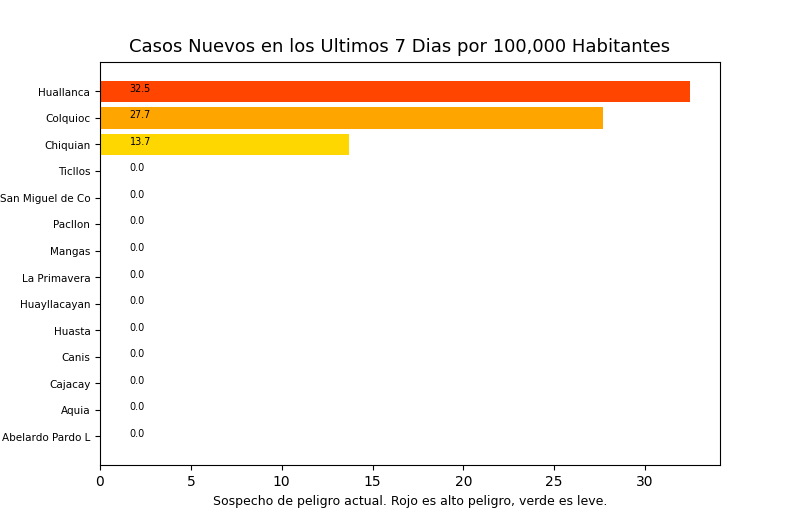 Casos Nuevos en los Ultimos 7 Dias por 100,000 Habitantes
Huallanca 32.5
Colquioc 27.7
Chiquian 13.7
Ticllos 0.0
San Miguel de Co 0.0
Pacllon 0.0
Mangas 0.0
La Primavera 0.0
Huayllacayan 0.0
Huasta 0.0
Canis 0.0
Cajacay 0.0
Aquia 0.0
Abelardo Pardo L 0.0
0 5 10 15 20 25 30
Sospecho de peligro actual. Rojo es alto peligro, verde es leve.